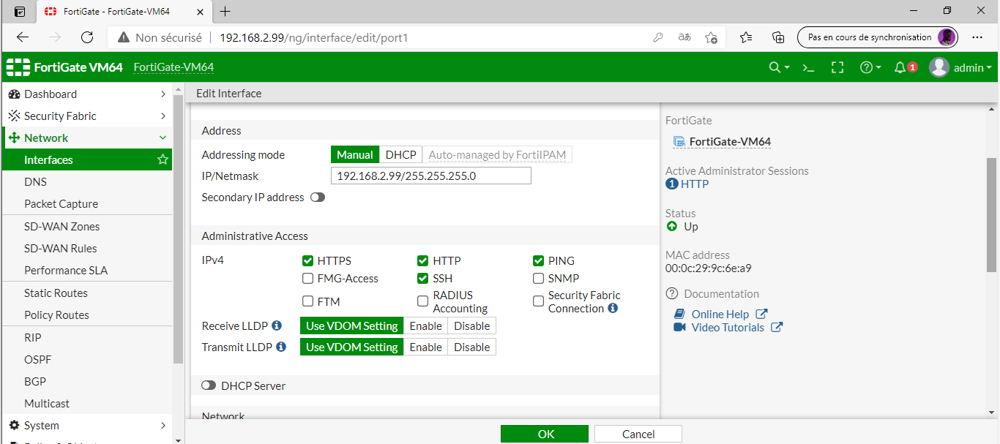 FortiGate - FortiGate-VM64
Non sécurisé 192.168.2.99/ng/interface/edit/port1 aあ Pas en cours de synchronisation
FortiGate VM64 FortiGate-VM64 1 admin
Dashboard
Security Fabric
Network
Interfaces
DNS
Packet Capture
SD-WAN Zones
SD-WAN Rules
Performance SLA
Static Routes
Policy Routes
RIP
OSPF
BGP
Multicast
System
Edit Interface
Address
Addressing mode Manual DHCP Auto-managed by FortiIPAM
IP/Netmask 192.168.2.99/255.255.255.0
Secondary IP address
Administrative Access
IPv4 HTTPS HTTP PING
FMG-Access SSH SNMP
FTM RADIUS Accounting Security Fabric Connection
Receive LLDP Use VDOM Setting Enable Disable
Transmit LLDP Use VDOM Setting Enable Disable
DHCP Server
Network
OK Cancel
FortiGate
FortiGate-VM64
Active Administrator Sessions
1 HTTP
Status
Up
MAC address
00:0c:29:9c:6e:a9
Documentation
Online Help
Video Tutorials